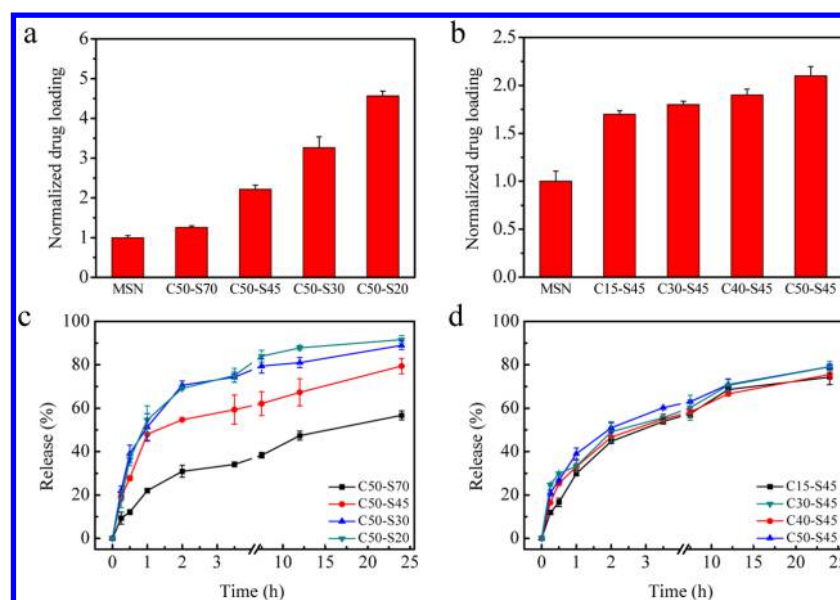 a
Normalized drug loading
6
5
4
3
2
1
0
MSN C50-S70 C50-S45 C50-S30 C50-S20
b
Normalized drug loading
2.5
2.0
1.5
1.0
0.5
0.0
MSN C15-S45 C30-S45 C40-S45 C50-S45
c
Release (%)
100
80
60
40
20
0
C50-S70
C50-S45
C50-S30
C50-S20
0 1 2 3 10 15 20 25
Time (h)
d
Release (%)
100
80
60
40
20
0
C15-S45
C30-S45
C40-S45
C50-S45
0 1 2 3 10 15 20 25
Time (h)